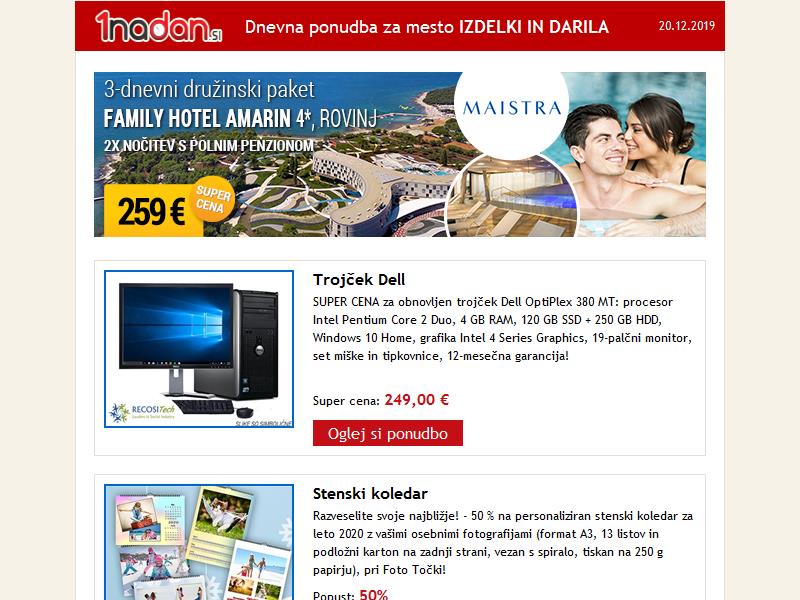 1nadan.si
Dnevna ponudba za mesto IZDELKI IN DARILA
20.12.2019
3-dnevni družinski paket
FAMILY HOTEL AMARIN 4*, ROVINJ
2X NOČITEV S POLNIM PENZIONOM
259 €
SUPER
CENA
MAISTRA
Trojček Dell
SUPER CENA za obnovljen trojček Dell OptiPlex 380 MT: procesor
Intel Pentium Core 2 Duo, 4 GB RAM, 120 GB SSD + 250 GB HDD,
Windows 10 Home, grafika Intel 4 Series Graphics, 19-palčni monitor,
set miške in tipkovnice, 12-mesečna garancija!
Super cena: 249,00 €
Oglej si ponudbo
RECOSITech
SLIKE SO SIMBOLIČNE
Stenski koledar
Razveselite svoje najbližje! - 50 % na personaliziran stenski koledar za
leto 2020 z vašimi osebnimi fotografijami (format A3, 13 listov in
podložni karton na zadnji strani, vezan s spiralo, tiskan na 250 g
papirju), pri Foto Točki!
Popust: 50%